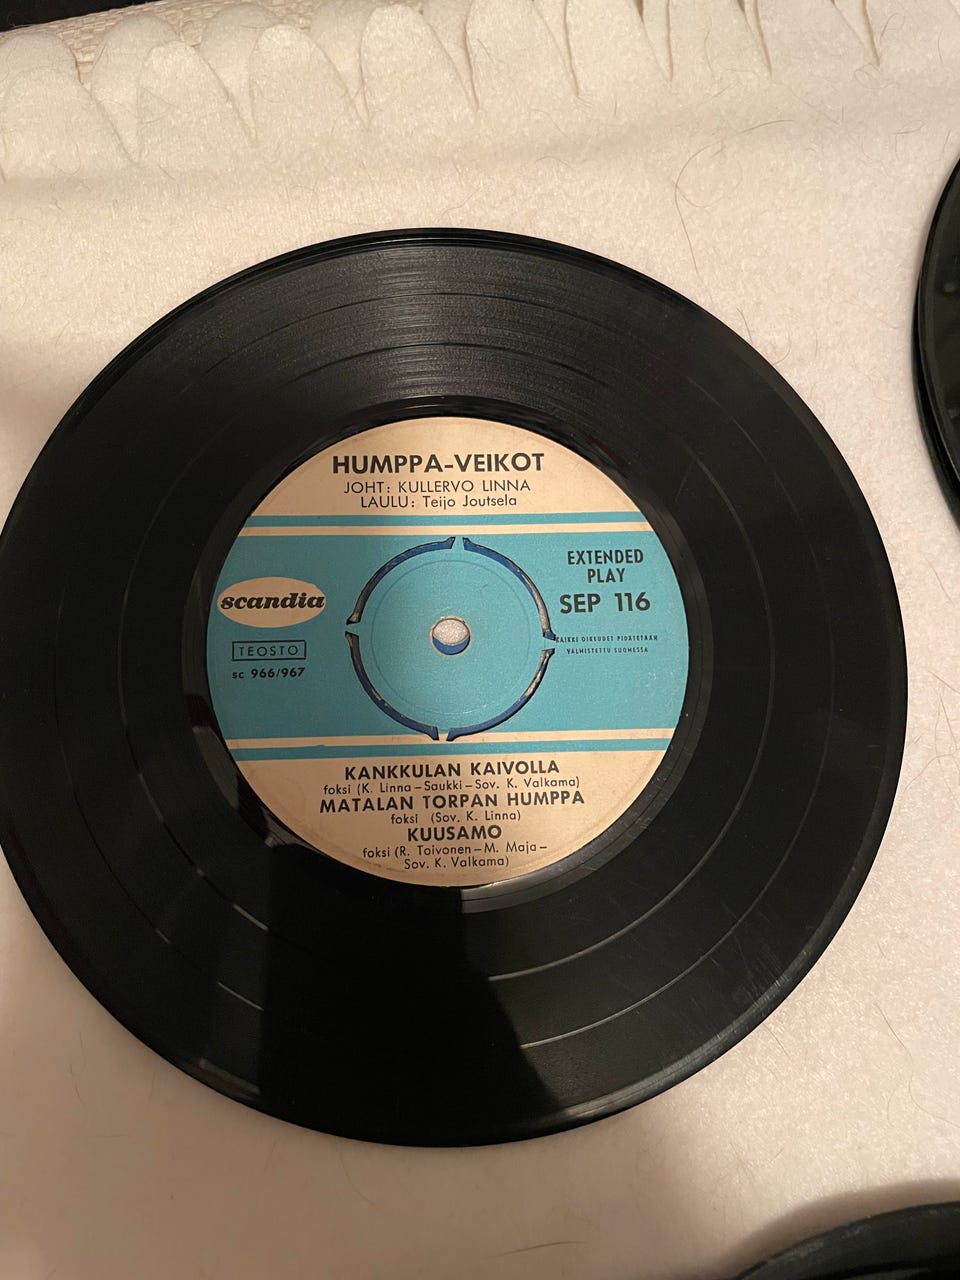 HUMPPA-VEIKOT
JOHT: KULLERVO LINNA
LAULU: Teijo Joutsela
EXTENDED
PLAY
SEP 116
scandia
TEOSTO
sc 966/967
KAIKKI OIKEUDET PIDÄTETÄÄN
VALMISTETTU SUOMESSA
KANKKULAN KAIVOLLA
foksi (K. Linna – Saukki – Sov. K. Valkama)
MATALAN TORPAN HUMPPA
foksi (Sov. K. Linna)
KUUSAMO
foksi (R. Toivonen – M. Maja –
Sov. K. Valkama)